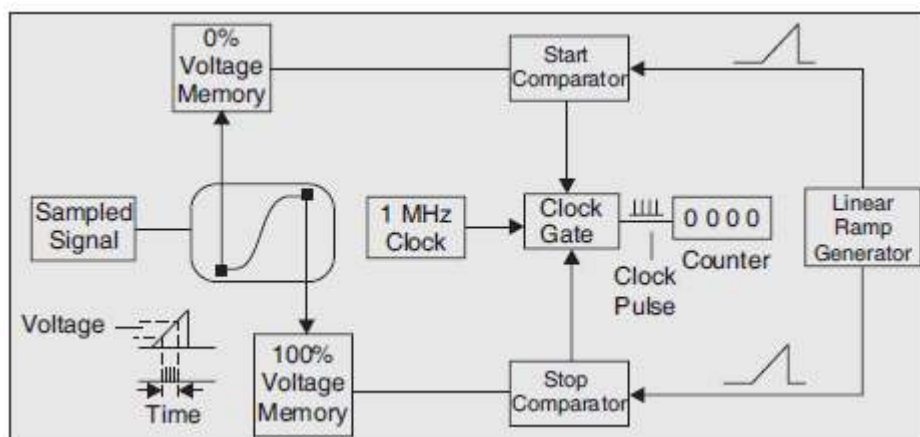 0%
Voltage
Memory
Start
Comparator
Sampled
Signal
1 MHz
Clock
Clock
Gate
0 0 0 0
Counter
Clock
Pulse
Linear
Ramp
Generator
Voltage
Time
100%
Voltage
Memory
Stop
Comparator